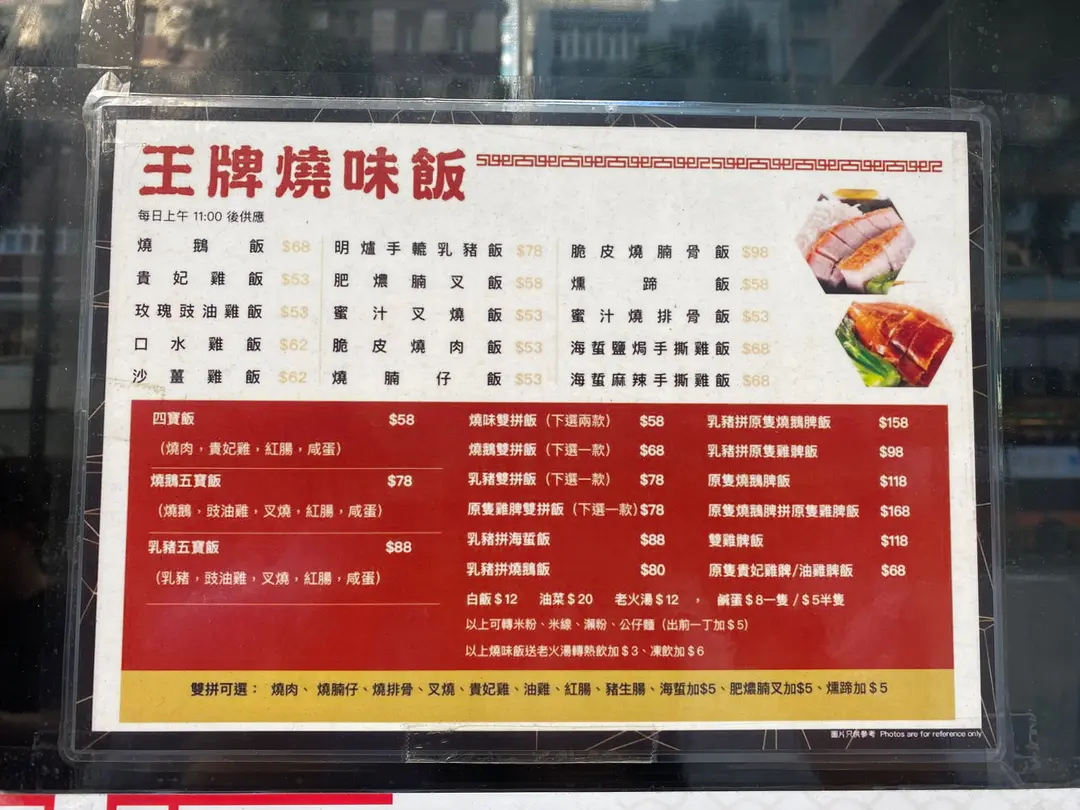 王牌燒味飯
每日上午 11:00 後供應
燒鵝飯 $68
貴妃雞飯 $53
玫瑰豉油雞飯 $53
口水雞飯 $62
沙薑雞飯 $62
明爐手轆乳豬飯 $78
肥燶腩叉飯 $58
蜜汁叉燒飯 $53
脆皮燒肉飯 $53
燒腩仔飯 $53
脆皮燒腩骨飯 $98
燻蹄飯 $58
蜜汁燒排骨飯 $53
海蜇鹽焗手撕雞飯 $68
海蜇麻辣手撕雞飯 $68
四寶飯 $58
（燒肉，貴妃雞，紅腸，咸蛋）
燒鵝五寶飯 $78
（燒鵝，豉油雞，叉燒，紅腸，咸蛋）
乳豬五寶飯 $88
（乳豬，豉油雞，叉燒，紅腸，咸蛋）
燒味雙拼飯（下選兩款） $58
燒鵝雙拼飯（下選一款） $68
乳豬雙拼飯（下選一款） $78
原隻雞脾雙拼飯（下選一款）$78
乳豬拼海蜇飯 $88
乳豬拼燒鵝飯 $80
乳豬拼原隻燒鵝脾飯 $158
乳豬拼原隻雞脾飯 $98
原隻燒鵝脾飯 $118
原隻燒鵝脾拼原隻雞脾飯 $168
雙雞脾飯 $118
原隻貴妃雞脾/油雞脾飯 $68
白飯＄12 油菜＄20 老火湯＄12 ， 鹹蛋＄8一隻 /＄5半隻
以上可轉米粉、米線、瀨粉、公仔麵（出前一丁加＄5）
以上燒味飯送老火湯轉熱飲加＄3、凍飲加＄6
雙拼可選： 燒肉、 燒腩仔、燒排骨、叉燒、貴妃雞、油雞、紅腸、豬生腸、海蜇加$5、肥燶腩叉加$5、燻蹄加＄5
圖片只供參考 Photos are for reference only